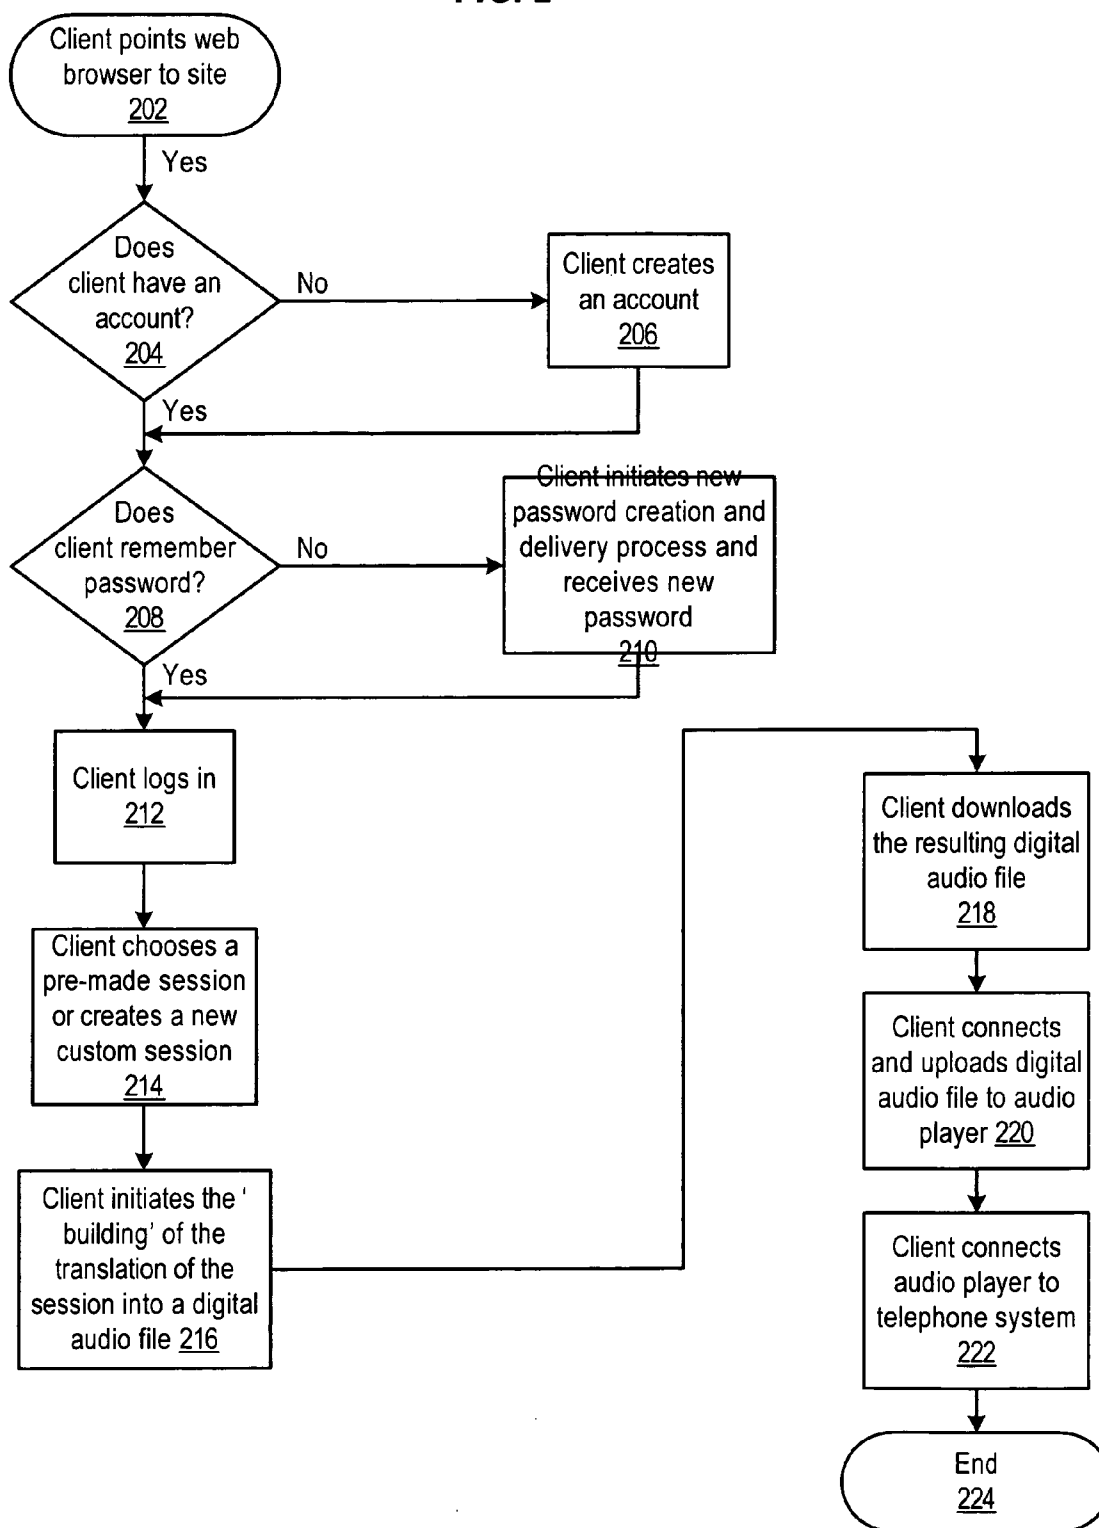 Client points web
browser to site
202
Yes
Does
client have an
account?
204
No
Client creates
an account
206
Yes
Does
client remember
password?
208
No
Client initiates new
password creation and
delivery process and
receives new
password
210
Yes
Client logs in
212
Client chooses a
pre-made session
or creates a new
custom session
214
Client initiates the '
building' of the
translation of the
session into a digital
audio file 216
Client downloads
the resulting digital
audio file
218
Client connects
and uploads digital
audio file to audio
player 220
Client connects
audio player to
telephone system
222
End
224